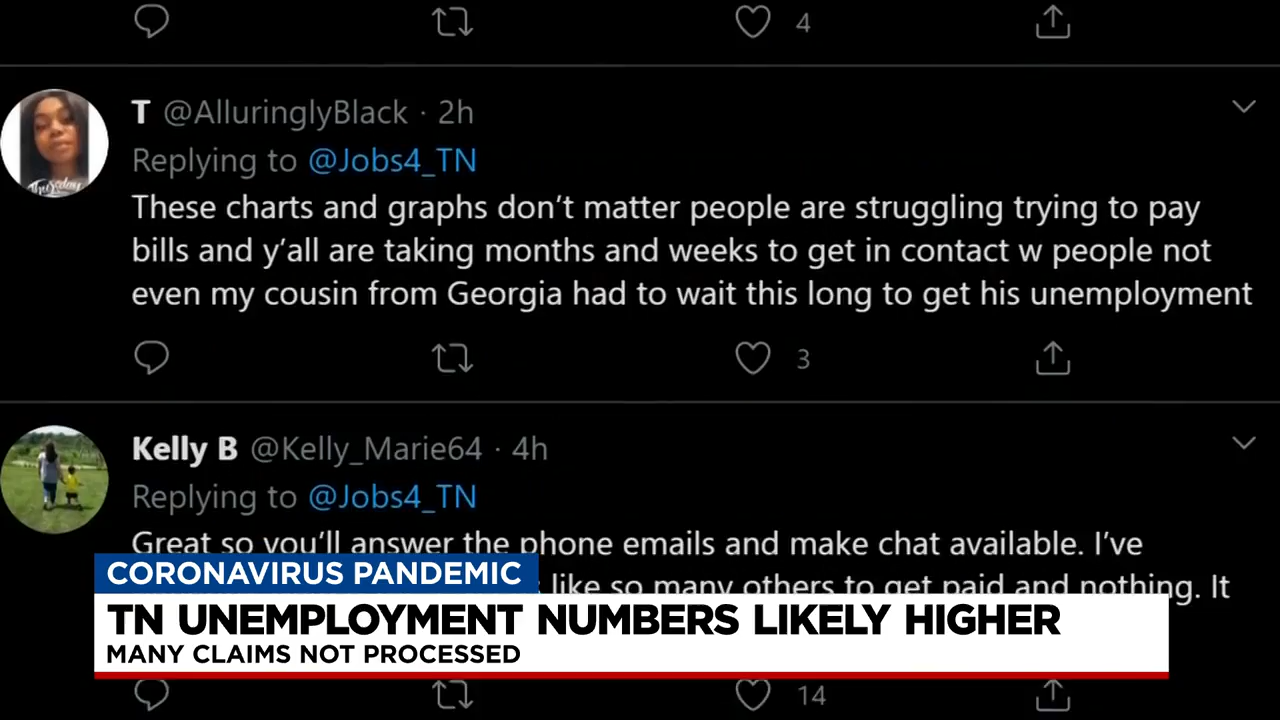 4
T @AlluringlyBlack · 2h
Replying to @Jobs4_TN
These charts and graphs don't matter people are struggling trying to pay
bills and y'all are taking months and weeks to get in contact w people not
even my cousin from Georgia had to wait this long to get his unemployment
3
Kelly B @Kelly_Marie64 · 4h
Replying to @Jobs4_TN
Great so you'll answer the phone emails and make chat available. I've
like so many others to get paid and nothing. It
CORONAVIRUS PANDEMIC
TN UNEMPLOYMENT NUMBERS LIKELY HIGHER
MANY CLAIMS NOT PROCESSED
14